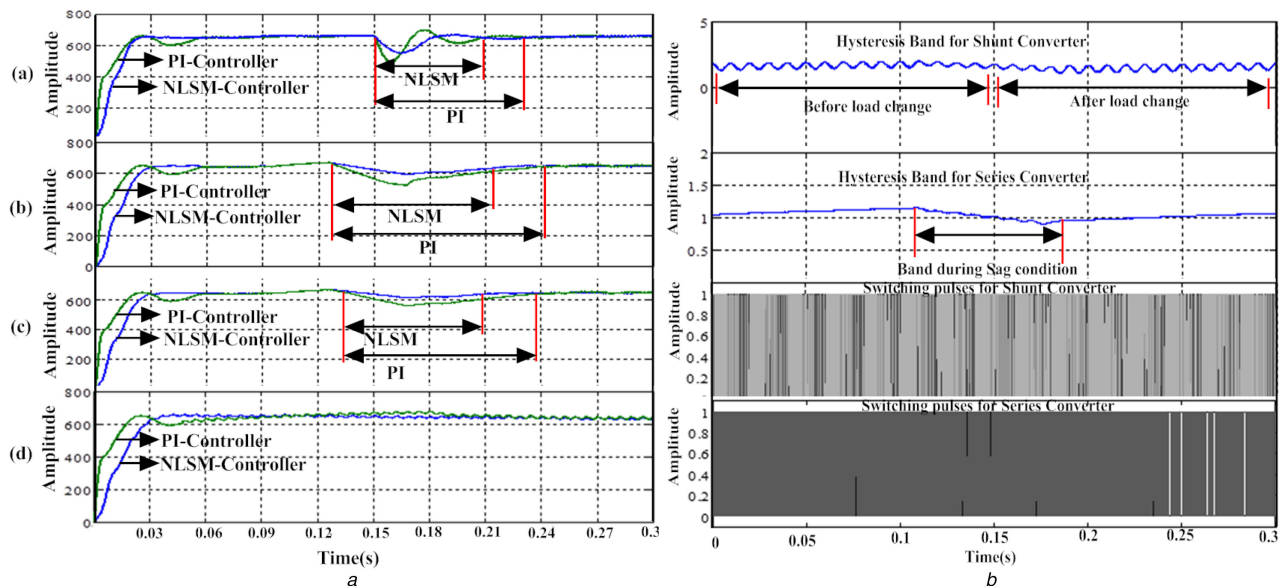 800
600
400
200
Amplitude
(a)
PI-Controller
NLSM-Controller
NLSM
PI
800
600
400
200
0
Amplitude
(b)
PI-Controller
NLSM-Controller
NLSM
PI
800
600
400
200
Amplitude
(c)
PI-Controller
NLSM-Controller
NLSM
PI
800
600
400
200
0
Amplitude
(d)
PI-Controller
NLSM-Controller
0.03 0.06 0.09 0.12 0.15 0.18 0.21 0.24 0.27 0.3
Time(s)
a
5
0
Amplitude
Hysteresis Band for Shunt Converter
Before load change
After load change
2
1.5
1
0.5
Amplitude
Hysteresis Band for Series Converter
Band during Sag condition
Switching pulses for Shunt Converter
1
0.8
0.6
0.4
0.2
Amplitude
Switching pulses for Series Converter
1
0.8
0.6
0.4
0.2
0
Amplitude
0 0.05 0.1 0.15 0.2 0.25 0.3
Time(s)
b